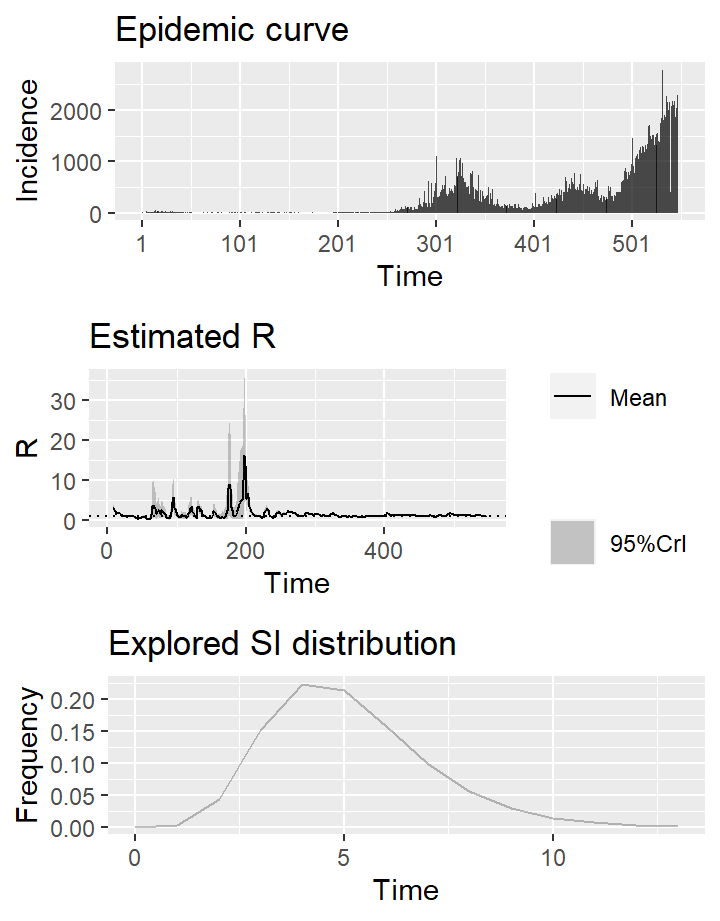 Epidemic curve
Incidence
2000
1000
0
1 101 201 301 401 501
Time
Estimated R
R
30
20
10
0
0 200 400
Time
Mean
95%CrI
Explored SI distribution
Frequency
0.20
0.15
0.10
0.05
0.00
0 5 10
Time